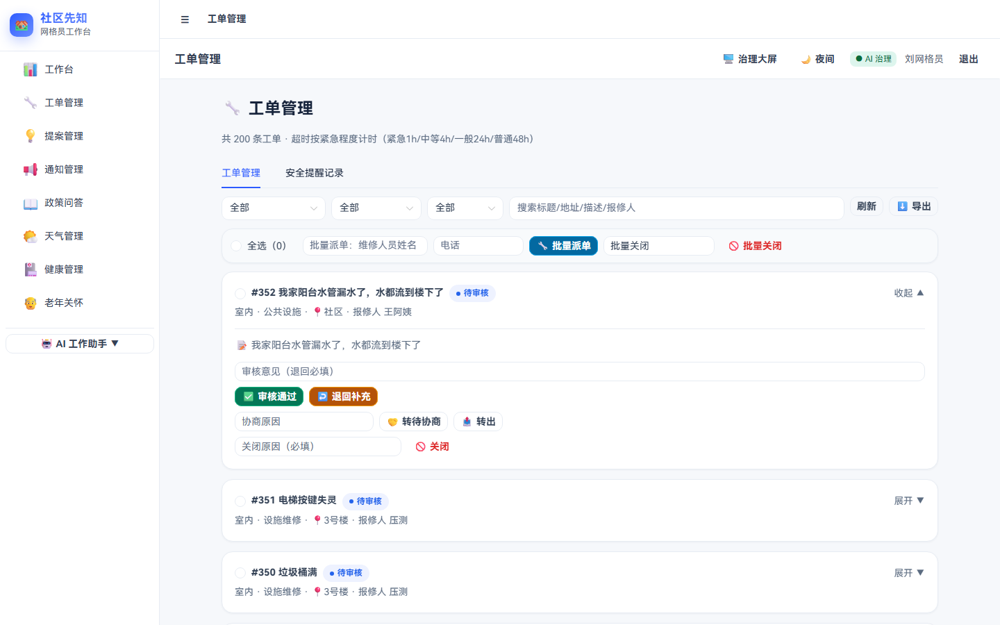 社区先知
网格员工作台
工作台
工单管理
提案管理
通知管理
政策问答
天气管理
健康管理
老年关怀
AI 工作助手 ▼
☰ 工单管理
工单管理
治理大屏
夜间
● AI 治理
刘网格员
退出
工单管理
共 200 条工单 · 超时按紧急程度计时（紧急1h/中等4h/一般24h/普通48h）
工单管理 安全提醒记录
全部 全部 全部 搜索标题/地址/描述/报修人 刷新 导出
全选（0） 批量派单：维修人员姓名 电话 批量派单 批量关闭 批量关闭
#352 我家阳台水管漏水了，水都流到楼下了 待审核 收起 ▲
室内 · 公共设施 · 社区 · 报修人 王阿姨
我家阳台水管漏水了，水都流到楼下了
审核意见（退回必填）
审核通过 退回补充
协商原因 转待协商 转出
关闭原因（必填） 关闭
#351 电梯按键失灵 待审核 展开 ▼
室内 · 设施维修 · 3号楼 · 报修人 压测
#350 垃圾桶满 待审核 展开 ▼
室内 · 设施维修 · 3号楼 · 报修人 压测